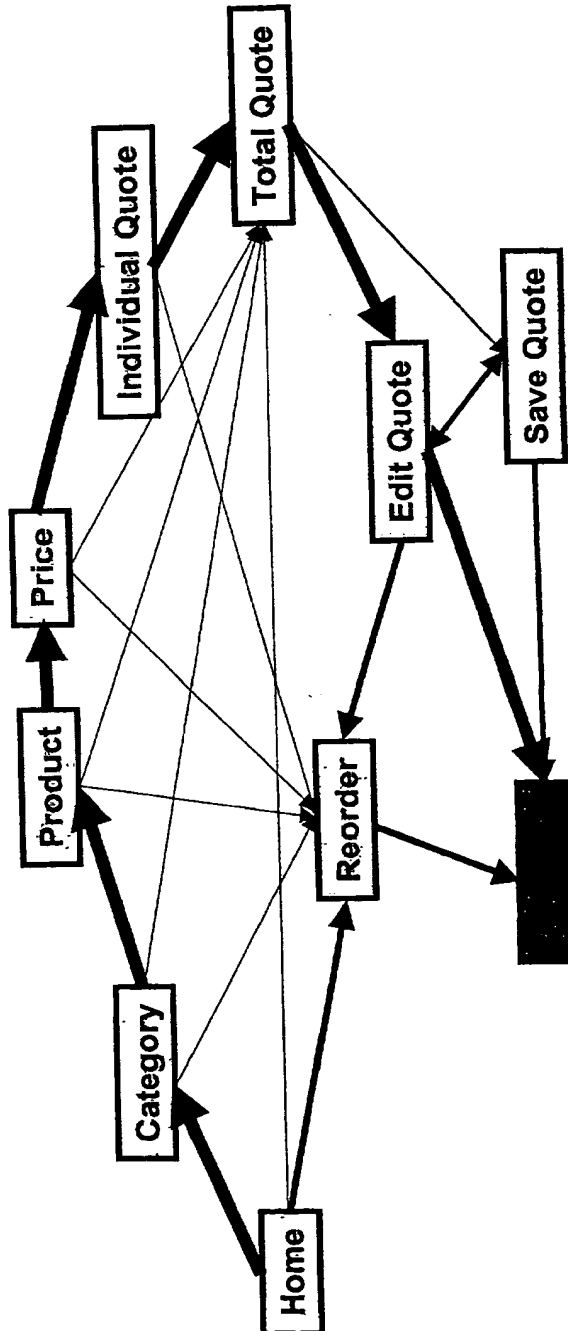 Home
Category
Product
Price
Individual Quote
Total Quote
Reorder
Edit Quote
Save Quote